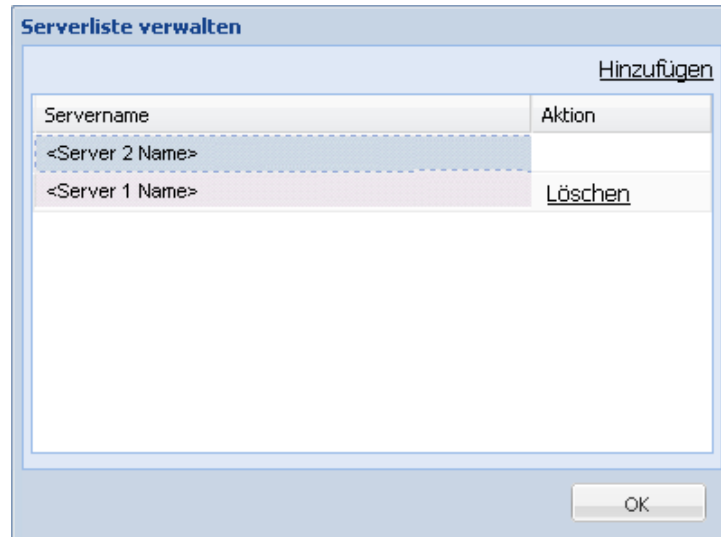 Serverliste verwalten
Hinzufügen
Servername Aktion
<Server 2 Name>
<Server 1 Name> Löschen
OK